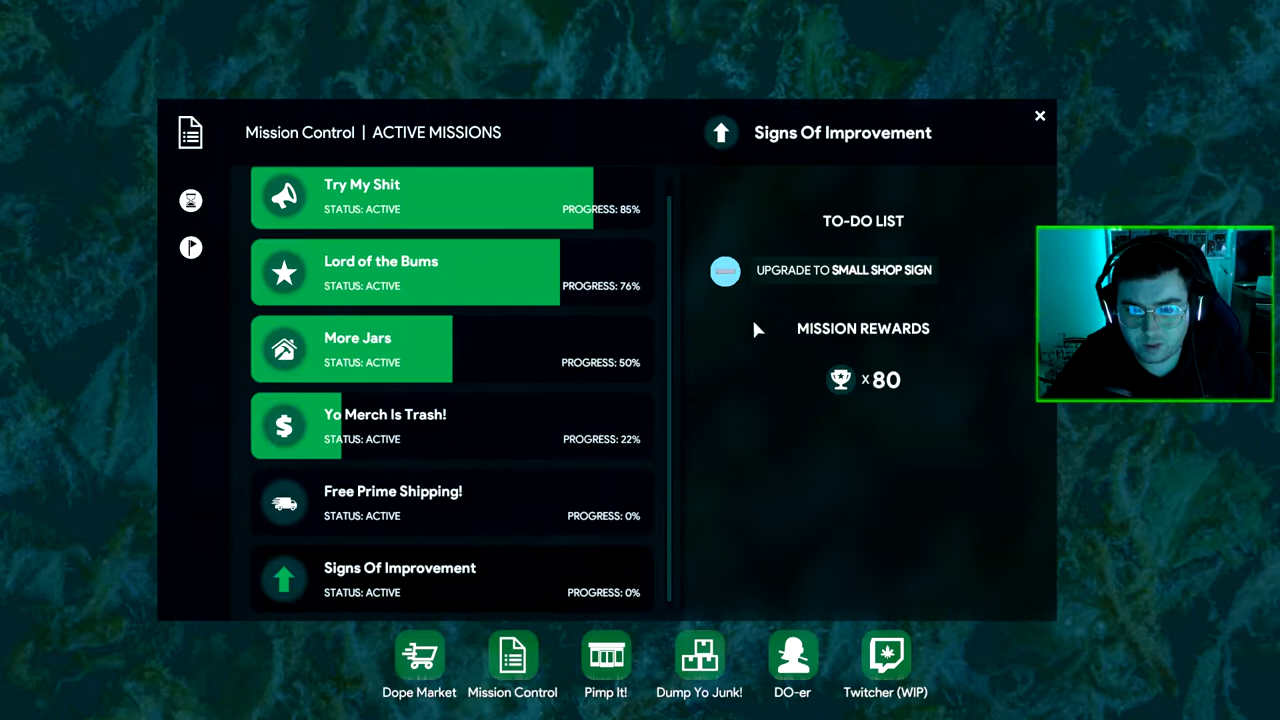 Mission Control | ACTIVE MISSIONS
Try My Shit
STATUS: ACTIVE
PROGRESS: 85%
Lord of the Bums
STATUS: ACTIVE
PROGRESS: 76%
More Jars
STATUS: ACTIVE
PROGRESS: 50%
Yo Merch Is Trash!
STATUS: ACTIVE
PROGRESS: 22%
Free Prime Shipping!
STATUS: ACTIVE
PROGRESS: 0%
Signs Of Improvement
STATUS: ACTIVE
PROGRESS: 0%
Signs Of Improvement
TO-DO LIST
UPGRADE TO SMALL SHOP SIGN
MISSION REWARDS
x 80
Dope Market
Mission Control
Pimp It!
Dump Yo Junk!
DO-er
Twitcher (WIP)